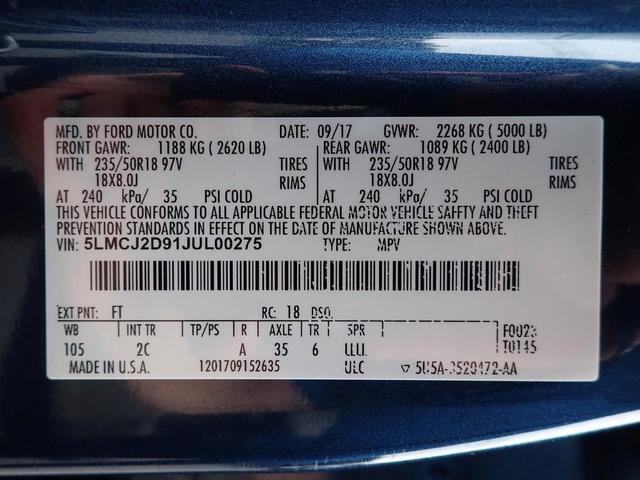 MFD. BY FORD MOTOR CO. DATE: 09/17 GVWR: 2268 KG ( 5000 LB)
FRONT GAWR: 1188 KG ( 2620 LB) REAR GAWR: 1089 KG ( 2400 LB)
WITH 235/50R18 97V TIRES WITH 235/50R18 97V TIRES
18X8.0J RIMS 18X8.0J RIMS
AT 240 kPa/ 35 PSI COLD AT 240 kPa/ 35 PSI COLD
THIS VEHICLE CONFORMS TO ALL APPLICABLE FEDERAL MOTOR VEHICLE SAFETY AND THEFT
PREVENTION STANDARDS IN EFFECT ON THE DATE OF MANUFACTURE SHOWN ABOVE.
VIN: 5LMCJ2D91JUL00275 TYPE: MPV
EXT PNT: FT RC: 18 DSO:
WB INT TR TP/PS R AXLE TR SPR F0023
105 2C A 35 6 T0145
MADE IN U.S.A. 1201709152635 ULC